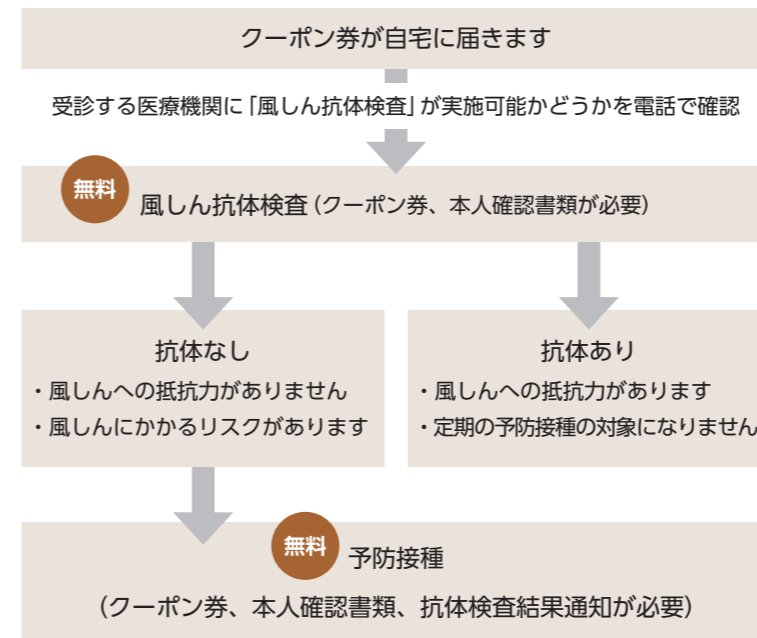 クーポン券が自宅に届きます
受診する医療機関に「風しん抗体検査」が実施可能かどうかを電話で確認
無料
風しん抗体検査（クーポン券、本人確認書類が必要）
抗体なし
・風しんへの抵抗力がありません
・風しんにかかるリスクがあります
抗体あり
・風しんへの抵抗力があります
・定期の予防接種の対象になりません
無料
予防接種
（クーポン券、本人確認書類、抗体検査結果通知が必要）